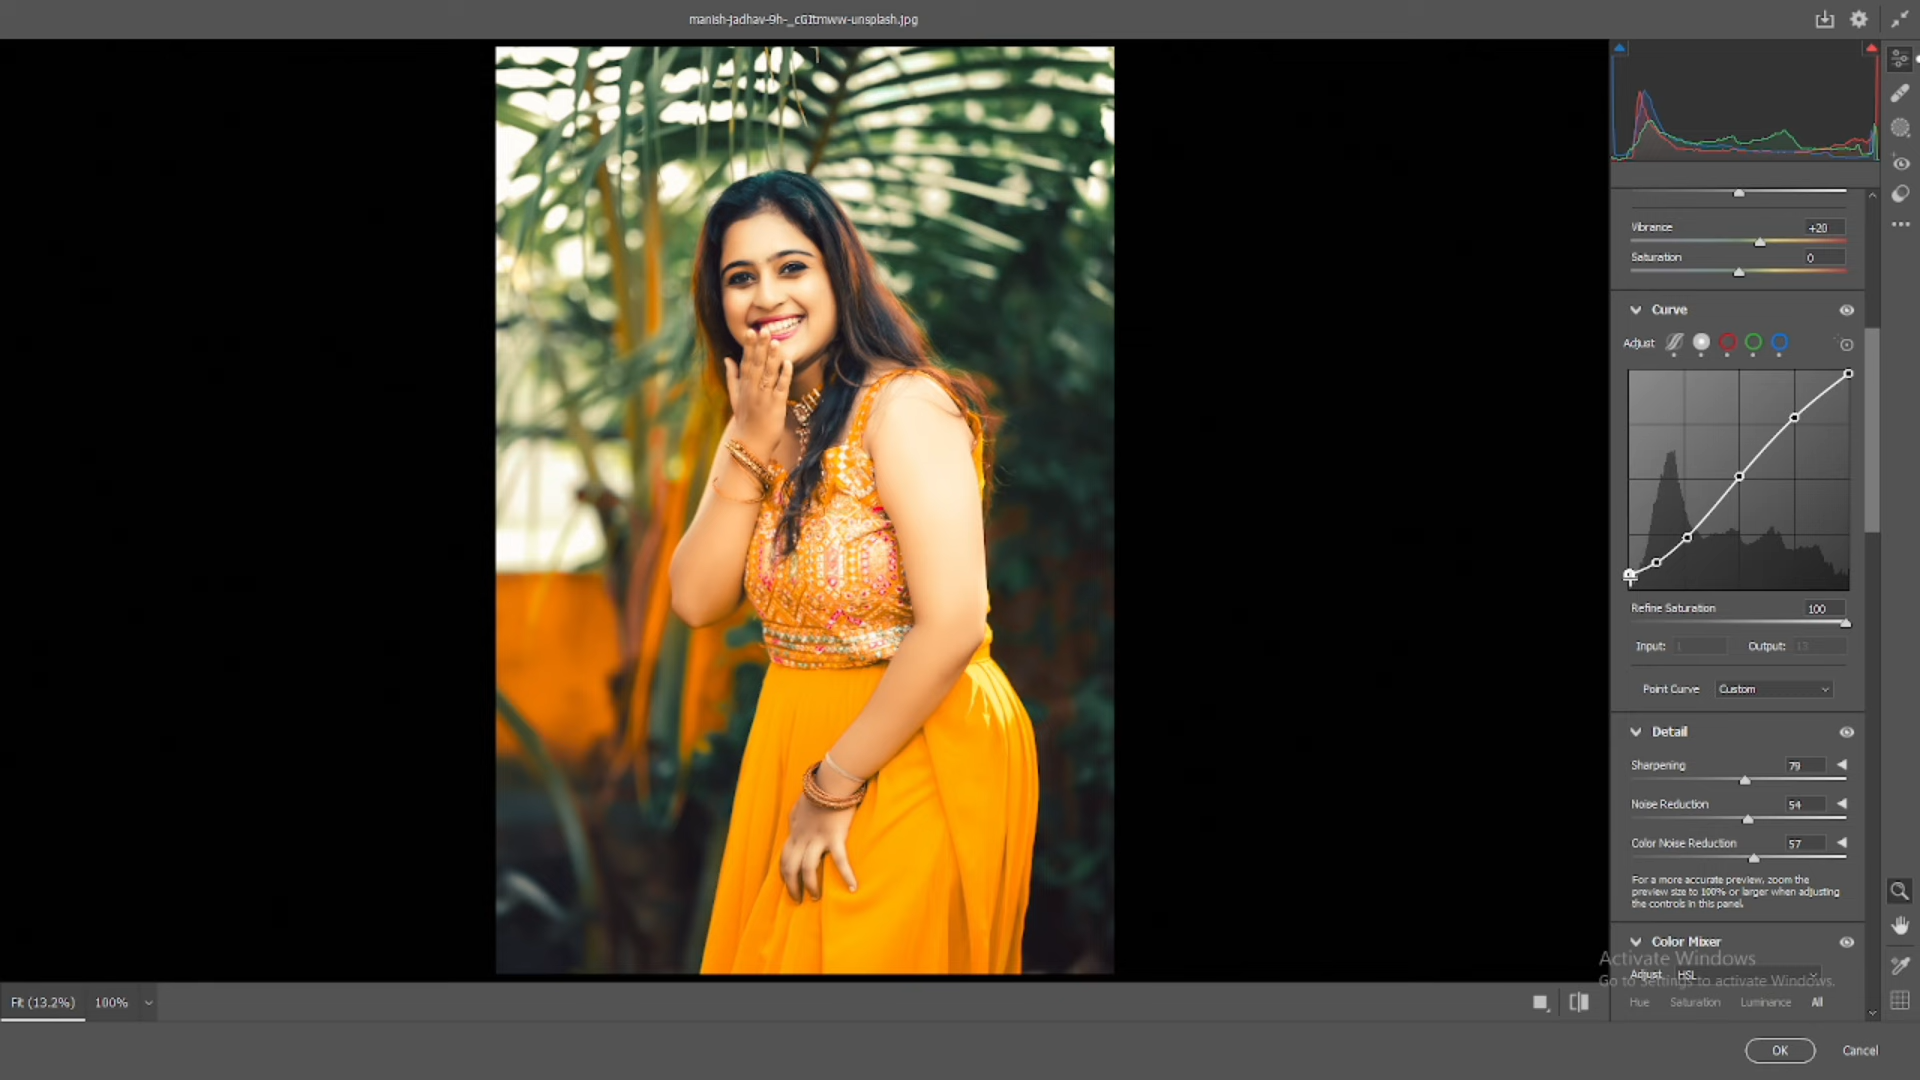 manish-jadhav-9h-_cGItmww-unsplash.jpg
Vibrance +20
Saturation 0
Curve
Adjust
Refine Saturation 100
Input: 1 Output: 13
Point Curve Custom
Detail
Sharpening 79
Noise Reduction 54
Color Noise Reduction 57
For a more accurate preview, zoom the
preview size to 100% or larger when adjusting
the controls in this panel.
Color Mixer
Activate Windows
Adjust HSL
Go to Settings to activate Windows.
Hue Saturation Luminance All
Fit (13.2%) 100%
OK Cancel